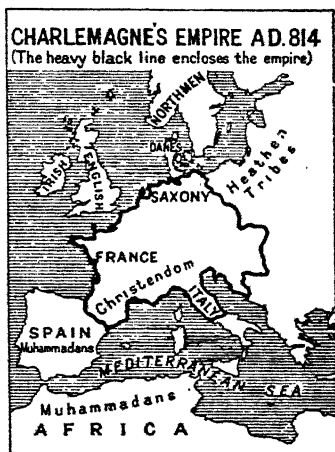 CHARLEMAGNE'S EMPIRE A.D. 814
(The heavy black line encloses the empire)
NORTHMEN
DANES
IRISH
ENGLISH
Heathen
Tribes
SAXONY
FRANCE
Christendom
ITALY
SPAIN
Muhammadans
MEDITERRANEAN SEA
Muhammadans
AFRICA